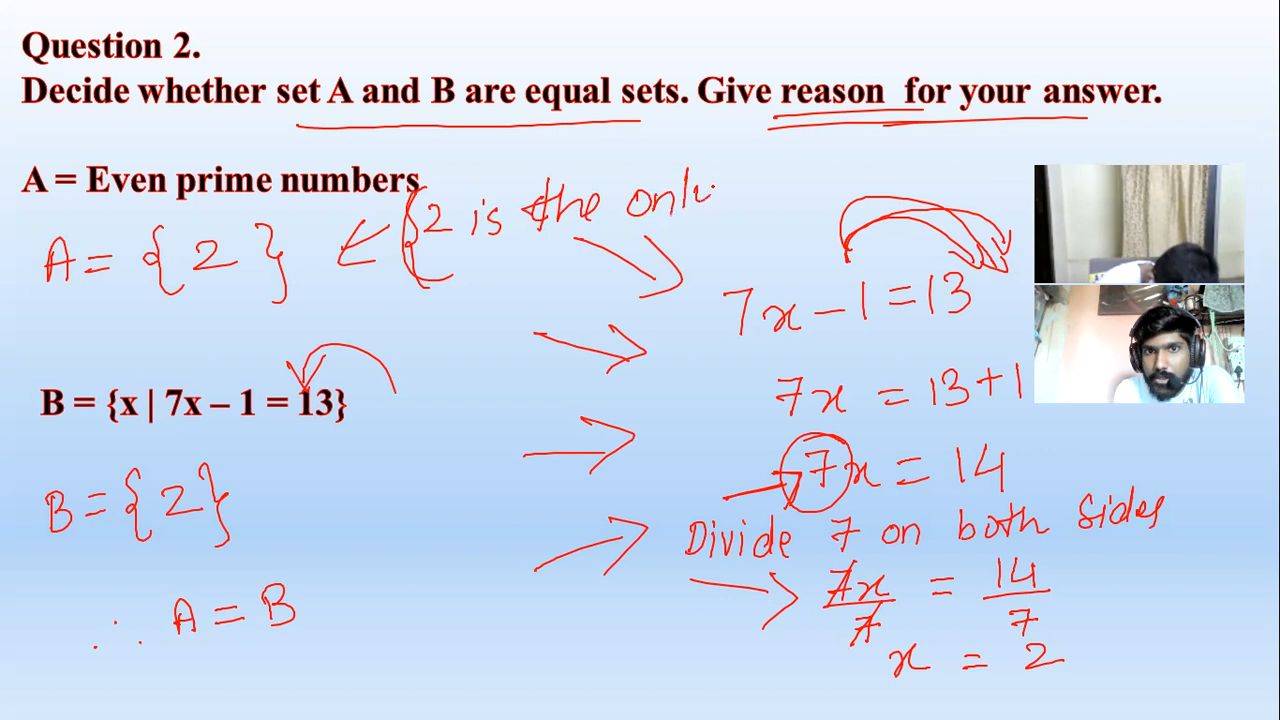 Question 2.
Decide whether set A and B are equal sets. Give reason for your answer.
A = Even prime numbers
A = { 2 } { 2 is the only
B = {x | 7x – 1 = 13}
B = { 2 }
∴ A = B
7x – 1 = 13
7x = 13 + 1
7x = 14
Divide 7 on both sides
7x/7 = 14/7
x = 2